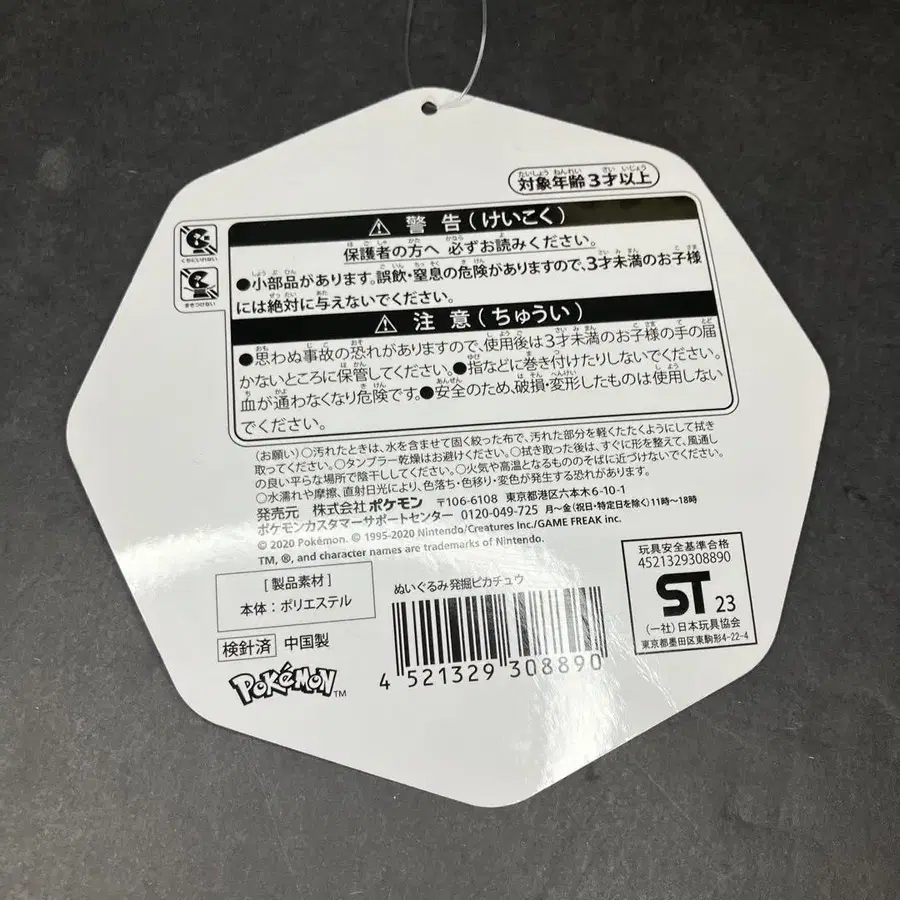 対象年齢3才以上
たいしょう ねんれい さい いじょう
くちにいれない
まきつけない
警告(けいこく)
保護者の方へ 必ずお読みください。
●小部品があります。誤飲・窒息の危険がありますので、3才未満のお子様
には絶対に与えないでください。
注意(ちゅうい)
●思わぬ事故の恐れがありますので、使用後は3才未満のお子様の手の届
かないところに保管してください。●指などに巻き付けたりしないでください。
血が通わなくなり危険です。●安全のため、破損・変形したものは使用しない
でください。
(お願い)○汚れたときは、水を含ませて固く絞った布で、汚れた部分を軽くたたくようにして拭き
取ってください。○タンブラー乾燥はお避けください。○拭き取った後は、すぐに形を整えて、風通し
の良い平らな場所で陰干ししてください。○火気や高温となるもののそばに近づけないでください。
○水濡れや摩擦、直射日光により、色落ち・色移り・変色が発生する恐れがあります。
発売元 株式会社ポケモン 〒106-6108 東京都港区六本木6-10-1
ポケモンカスタマーサポートセンター 0120-049-725 月~金(祝日・特定日を除く)11時~18時
© 2020 Pokémon. © 1995-2020 Nintendo/Creatures Inc./GAME FREAK inc.
TM, ®, and character names are trademarks of Nintendo.
[製品素材]
本体:ポリエステル
検針済 中国製
POKéMON TM
ぬいぐるみ発掘ピカチュウ
4 521329 308890
玩具安全基準合格
4521329308890
ST 23
(一社)日本玩具協会
東京都墨田区東駒形4-22-4